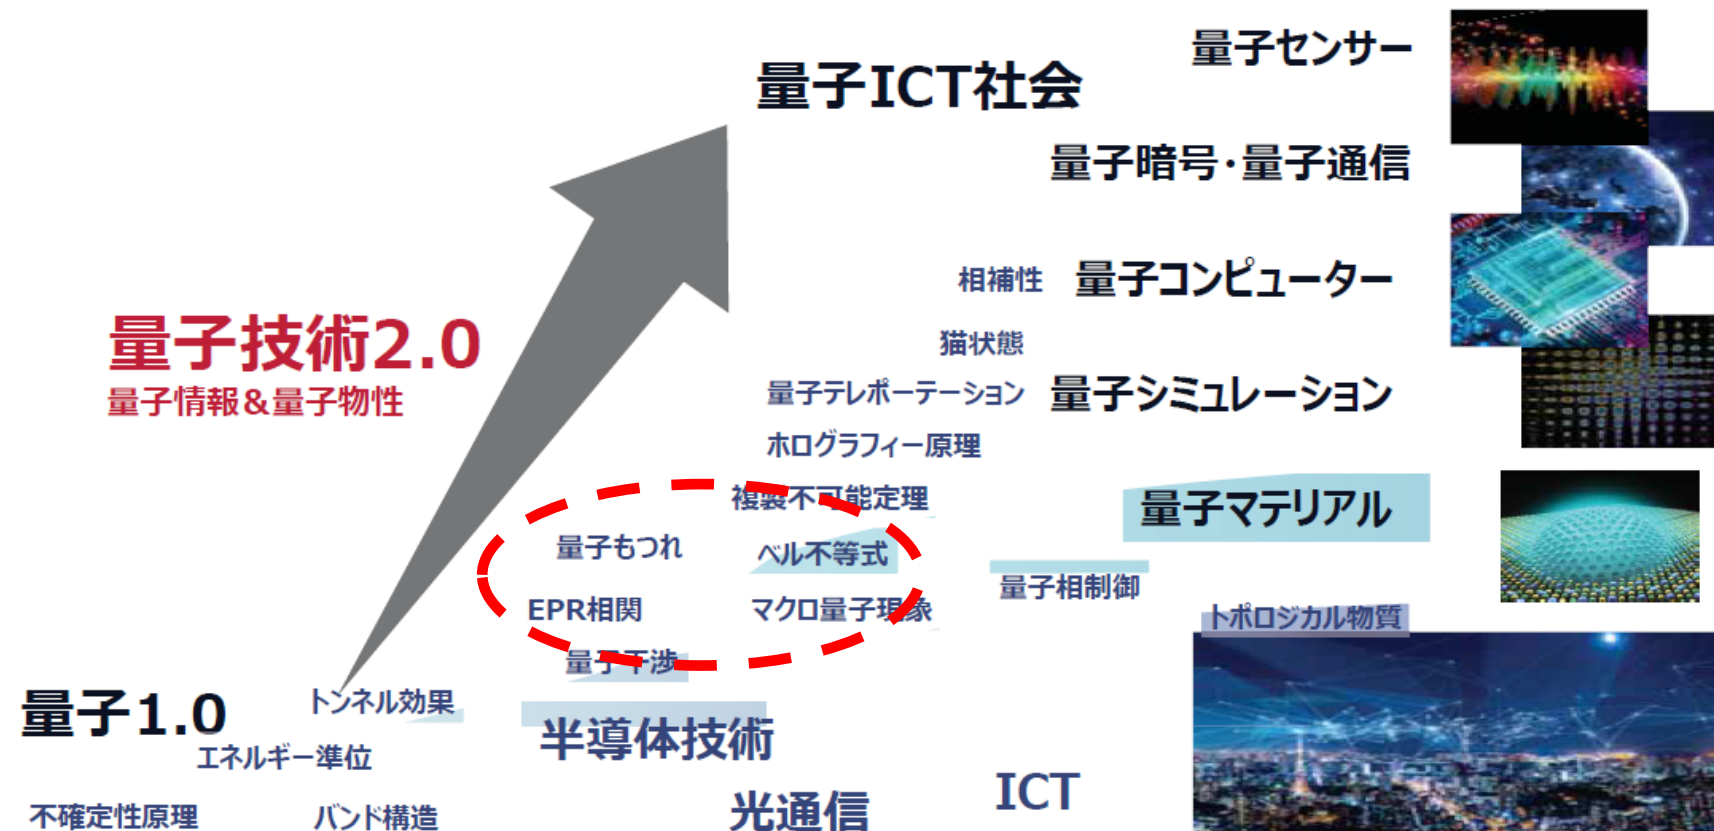 量子センサー
量子ICT社会
量子暗号・量子通信
相補性
量子コンピューター
猫状態
量子技術2.0
量子情報＆量子物性
量子テレポーテーション
量子シミュレーション
ホログラフィー原理
複製不可能定理
量子マテリアル
量子もつれ
ベル不等式
量子相制御
EPR相関
マクロ量子現象
トポロジカル物質
量子干渉
量子1.0
トンネル効果
半導体技術
エネルギー準位
ICT
不確定性原理
バンド構造
光通信